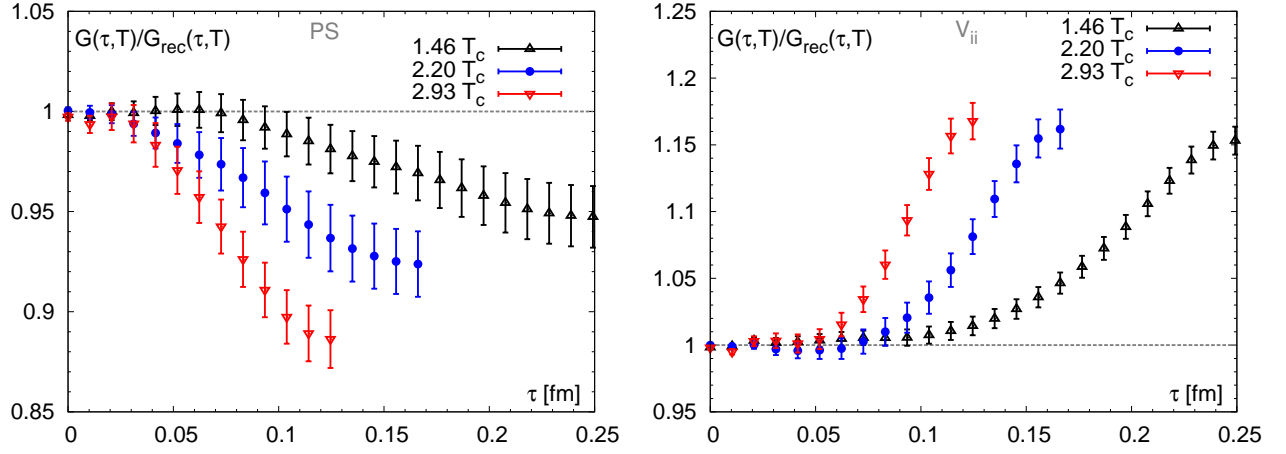 1.05
G(τ,T)/G_rec(τ,T)
PS
1.46 T_c
2.20 T_c
2.93 T_c
1
0.95
0.9
0.85
τ [fm]
0 0.05 0.1 0.15 0.2 0.25
1.25
G(τ,T)/G_rec(τ,T)
V_ii
1.46 T_c
2.20 T_c
2.93 T_c
1.2
1.15
1.1
1.05
1
0.95
τ [fm]
0 0.05 0.1 0.15 0.2 0.25